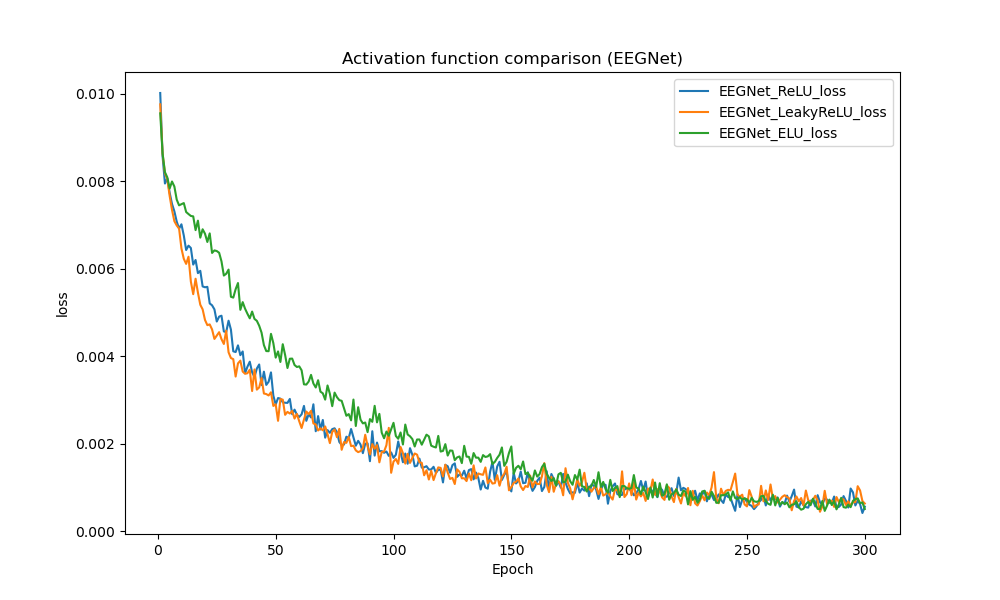 Activation function comparison (EEGNet)
EEGNet_ReLU_loss
EEGNet_LeakyReLU_loss
EEGNet_ELU_loss
0.010
0.008
0.006
0.004
0.002
0.000
loss
0 50 100 150 200 250 300
Epoch